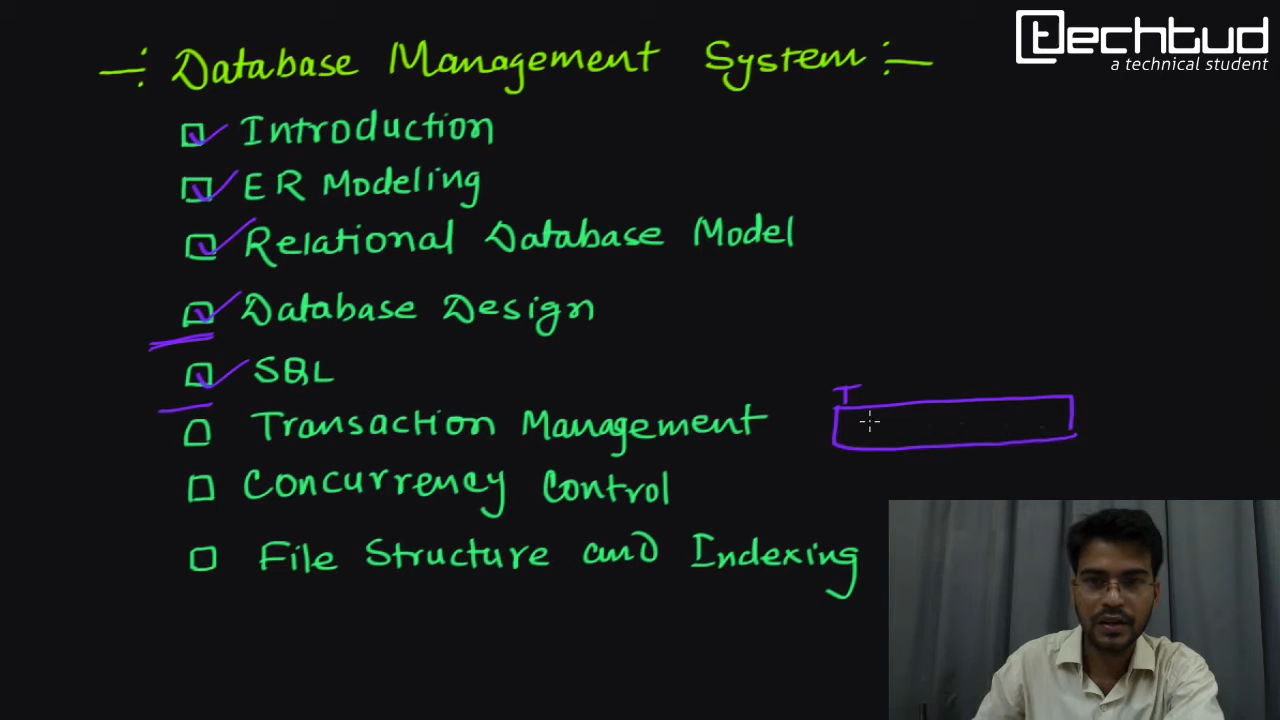 techtud
a technical student
-: Database Management System :-
Introduction
ER Modeling
Relational Database Model
Database Design
SQL
Transaction Management
T
Concurrency Control
File Structure and Indexing